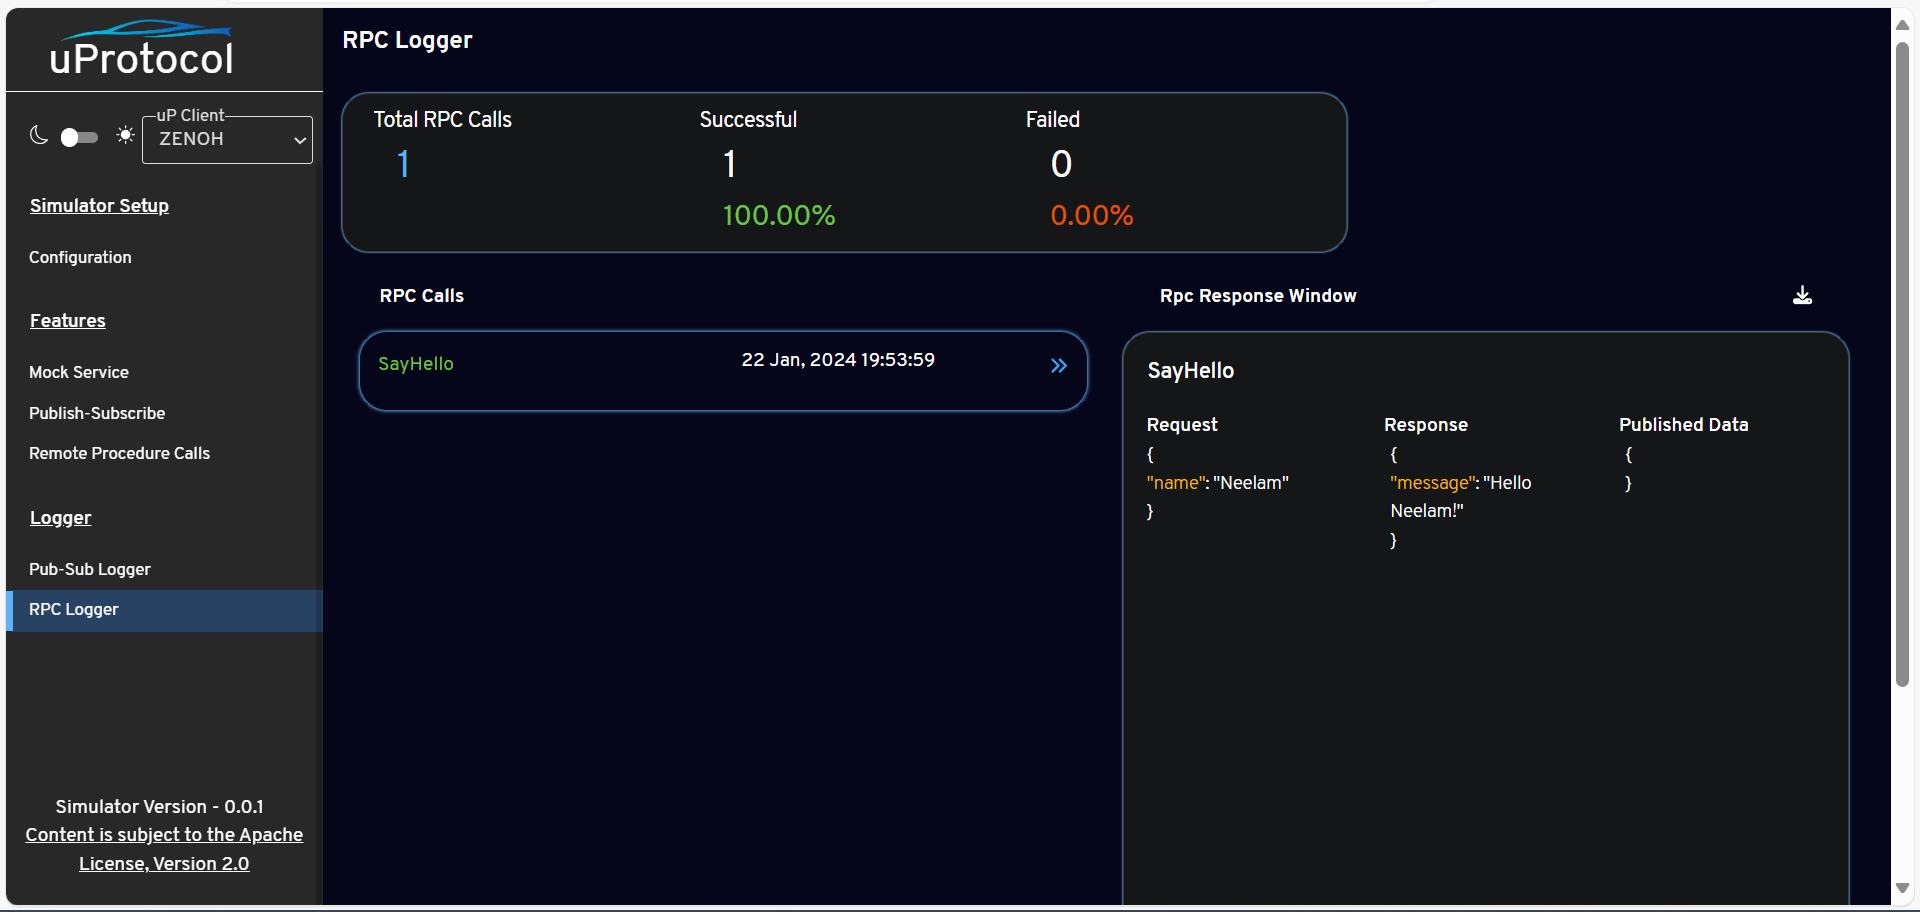 uProtocol
uP Client
ZENOH
Simulator Setup
Configuration
Features
Mock Service
Publish-Subscribe
Remote Procedure Calls
Logger
Pub-Sub Logger
RPC Logger
Simulator Version - 0.0.1
Content is subject to the Apache
License, Version 2.0
RPC Logger
Total RPC Calls
1
Successful
1
100.00%
Failed
0
0.00%
RPC Calls
SayHello 22 Jan, 2024 19:53:59
Rpc Response Window
SayHello
Request
{
"name": "Neelam"
}
Response
{
"message": "Hello
Neelam!"
}
Published Data
{
}